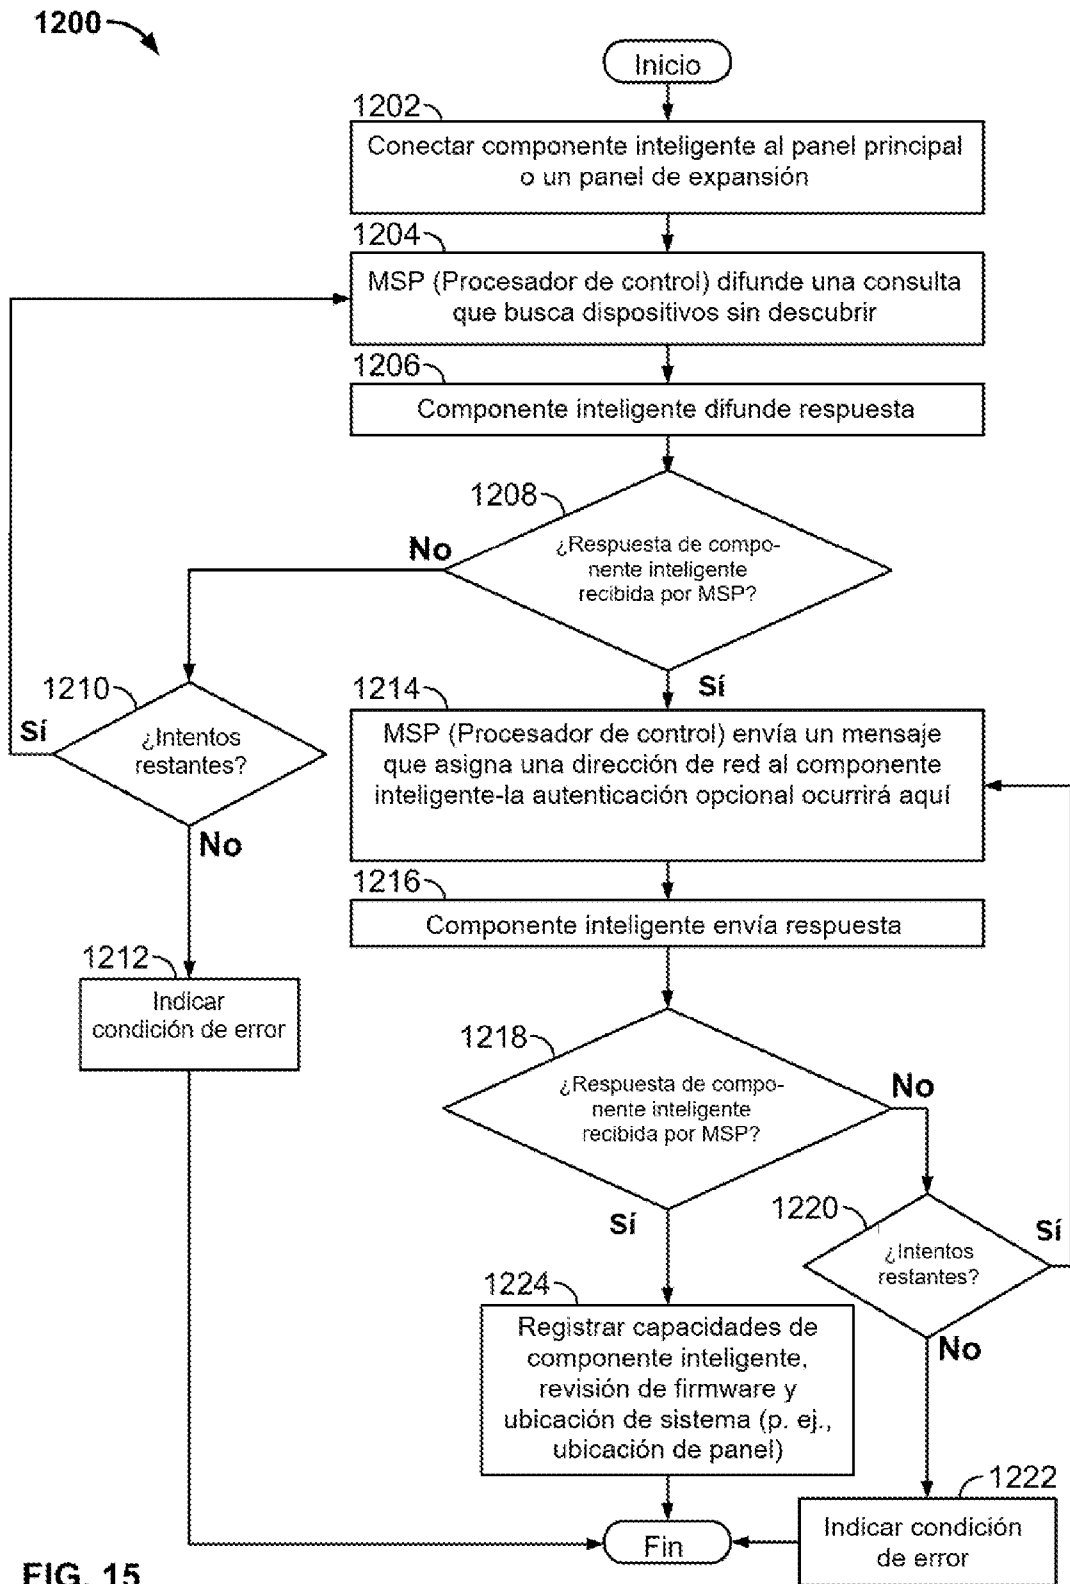 1200
Inicio
1202
Conectar componente inteligente al panel principal
o un panel de expansión
1204
MSP (Procesador de control) difunde una consulta
que busca dispositivos sin descubrir
1206
Componente inteligente difunde respuesta
1208
¿Respuesta de compo-
nente inteligente
recibida por MSP?
No
Sí
1210
¿Intentos
restantes?
Sí
No
1212
Indicar
condición de error
1214
MSP (Procesador de control) envía un mensaje
que asigna una dirección de red al componente
inteligente-la autenticación opcional ocurrirá aquí
1216
Componente inteligente envía respuesta
1218
¿Respuesta de compo-
nente inteligente
recibida por MSP?
No
Sí
1220
¿Intentos
restantes?
Sí
No
1224
Registrar capacidades de
componente inteligente,
revisión de firmware y
ubicación de sistema (p. ej.,
ubicación de panel)
1222
Indicar condición
de error
Fin
FIG. 15